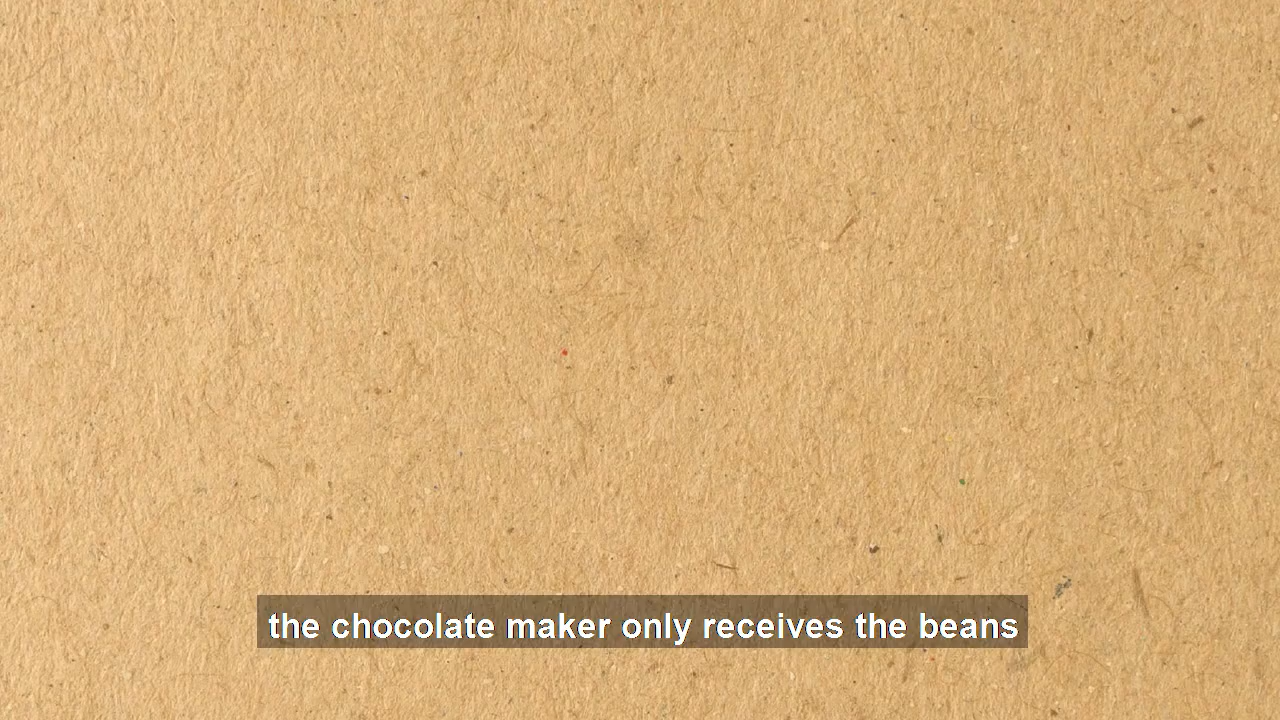 the chocolate maker only receives the beans